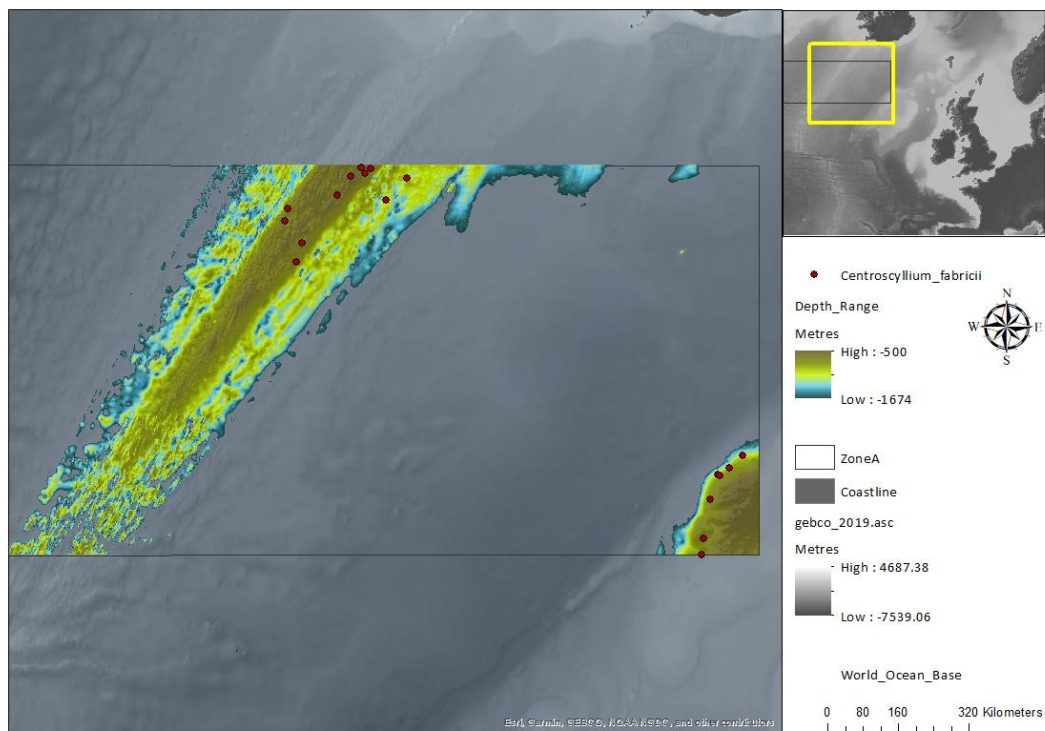 Centroscyllium_fabricii
Depth_Range
Metres
High : -500
Low : -1674
N
W E
S
ZoneA
Coastline
gebco_2019.asc
Metres
High : 4687.38
Low : -7539.06
World_Ocean_Base
0 80 160 320 Kilometers
Esri, Garmin, GEBCO, NOAA NGDC, and other contributors